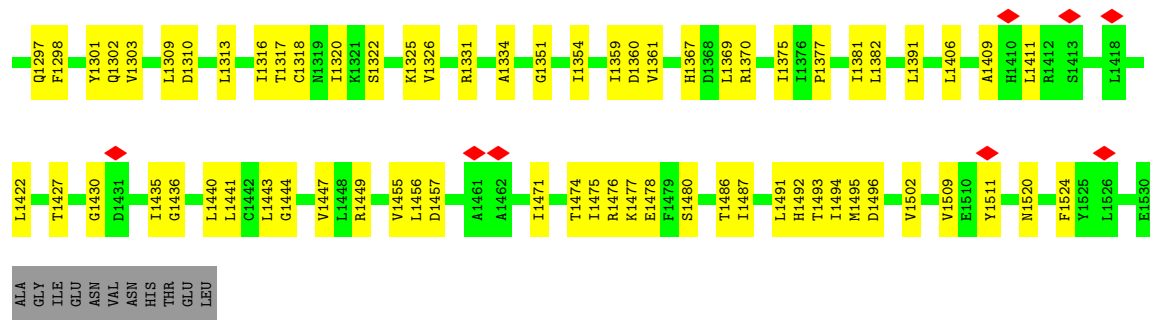 Q1297 F1298 Y1301 Q1302 V1303 L1309 D1310 L1313 I1316 T1317 C1318 N1319 I1320 K1321 S1322 K1325 V1326 R1331 A1334 G1351 I1354 I1359 D1360 V1361 H1367 D1368 L1369 R1370 I1375 I1376 P1377 I1381 L1382 L1391 L1406 A1409 H1410 L1411 R1412 S1413 L1418
L1422 T1427 G1430 D1431 I1435 G1436 L1440 L1441 C1442 L1443 G1444 V1447 L1448 R1449 V1455 L1456 D1457 A1461 A1462 I1471 T1474 I1475 R1476 K1477 E1478 F1479 S1480 T1486 I1487 L1491 H1492 T1493 I1494 M1495 D1496 V1502 V1509 E1510 Y1511 N1520 F1524 Y1525 L1526 E1530
ALA GLY ILE GLU ASN VAL ASN HIS THR GLU LEU